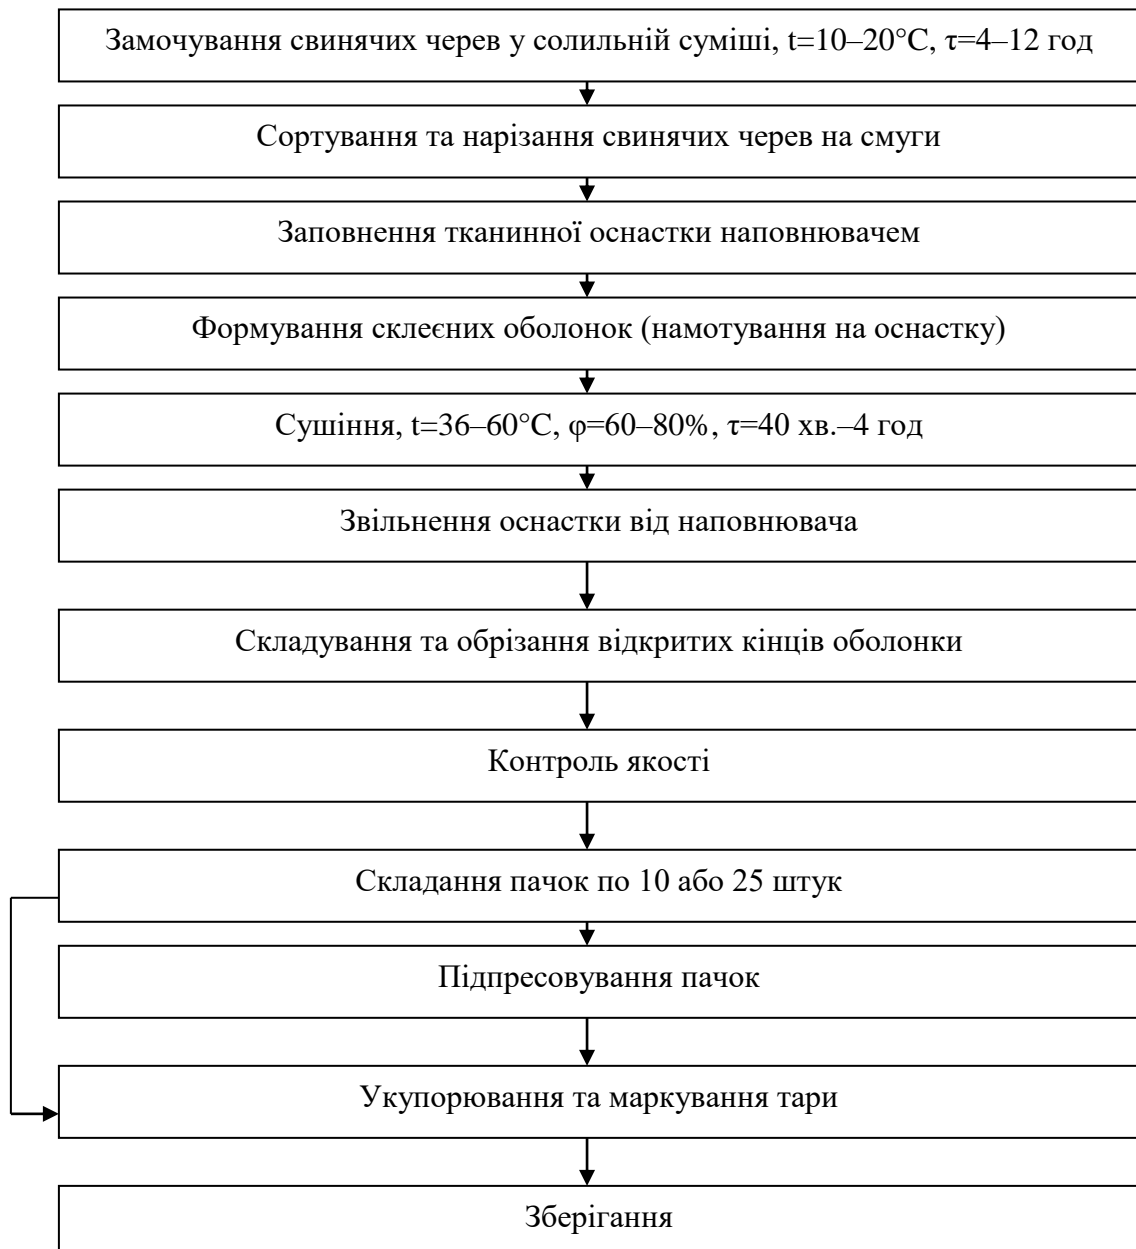 Замочування свинячих черев у солильній суміші, t=10–20°С, τ=4–12 год
Сортування та нарізання свинячих черев на смуги
Заповнення тканинної оснастки наповнювачем
Формування склеєних оболонок (намотування на оснастку)
Сушіння, t=36–60°С, φ=60–80%, τ=40 хв.–4 год
Звільнення оснастки від наповнювача
Складування та обрізання відкритих кінців оболонки
Контроль якості
Складання пачок по 10 або 25 штук
Підпресовування пачок
Укупорювання та маркування тари
Зберігання